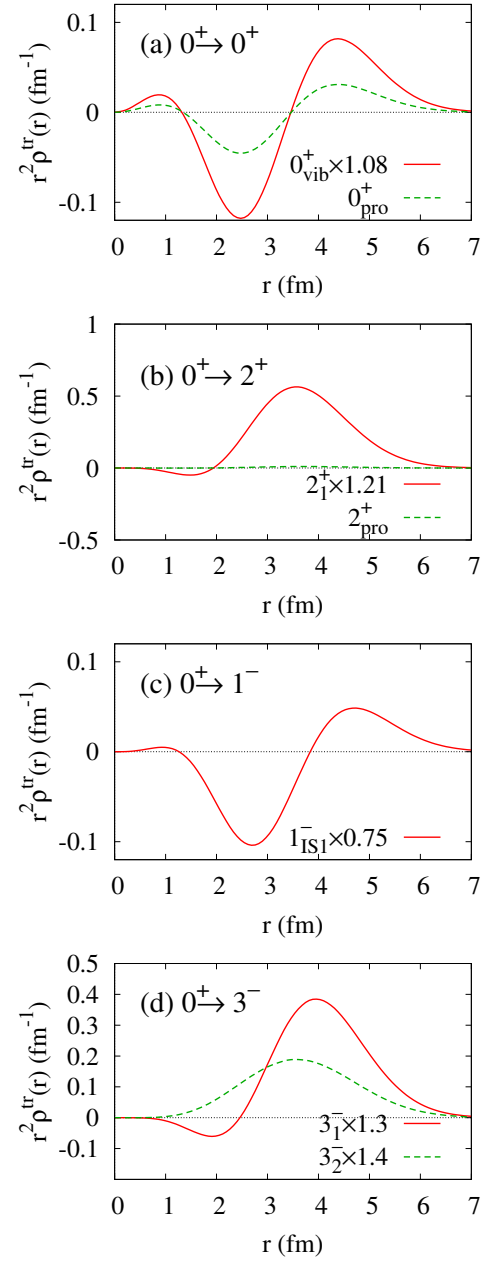 0.1
(a) 0⁺→ 0⁺
0
0⁺vib×1.08
0⁺pro
-0.1
r²ρᵗʳ(r) (fm⁻¹)
0 1 2 3 4 5 6 7
r (fm)
1
(b) 0⁺→ 2⁺
0.5
0
2⁺1×1.21
2⁺pro
-0.5
r²ρᵗʳ(r) (fm⁻¹)
0 1 2 3 4 5 6 7
r (fm)
0.1
(c) 0⁺→ 1⁻
0
-0.1
1⁻IS1×0.75
r²ρᵗʳ(r) (fm⁻¹)
0 1 2 3 4 5 6 7
r (fm)
0.5
(d) 0⁺→ 3⁻
0.4
0.3
0.2
0.1
0
3⁻1×1.3
-0.1
3⁻2×1.4
r²ρᵗʳ(r) (fm⁻¹)
0 1 2 3 4 5 6 7
r (fm)